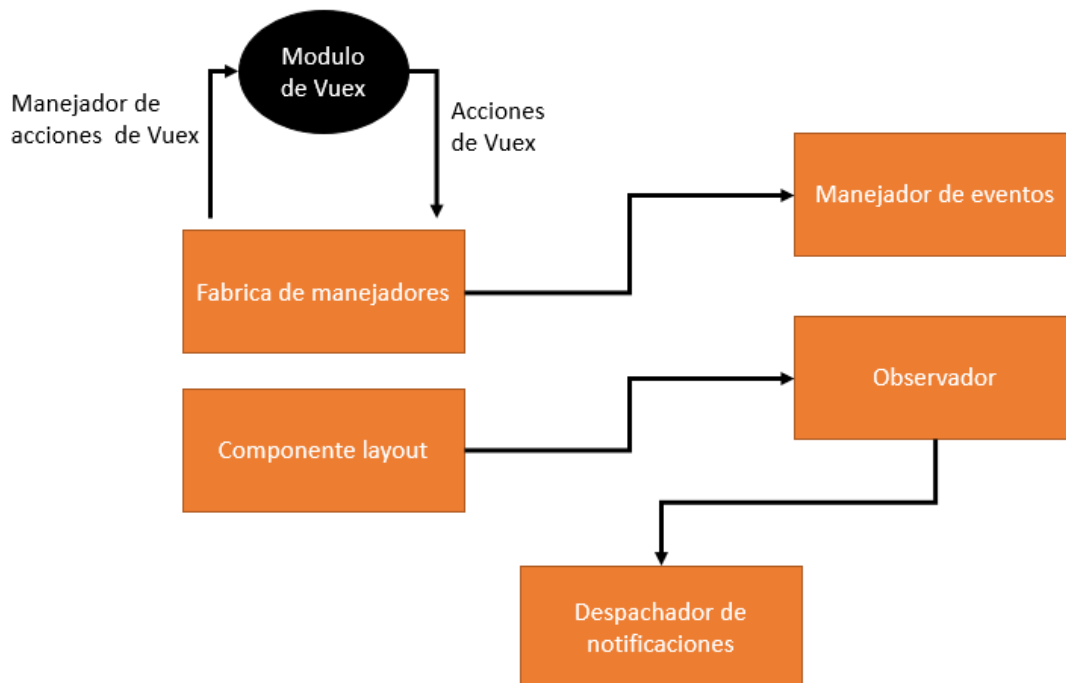 Modulo
de Vuex
Manejador de
acciones de Vuex
Acciones
de Vuex
Manejador de eventos
Fabrica de manejadores
Observador
Componente layout
Despachador de
notificaciones